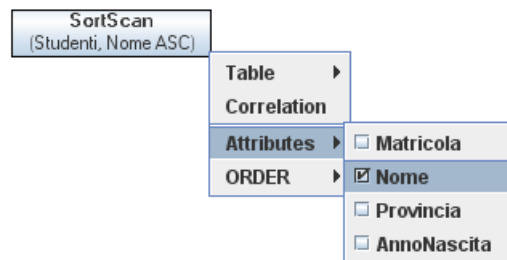 SortScan
(Studenti, Nome ASC)
Table
Correlation
Attributes
ORDER
Matricola
Nome
Provincia
AnnoNascita